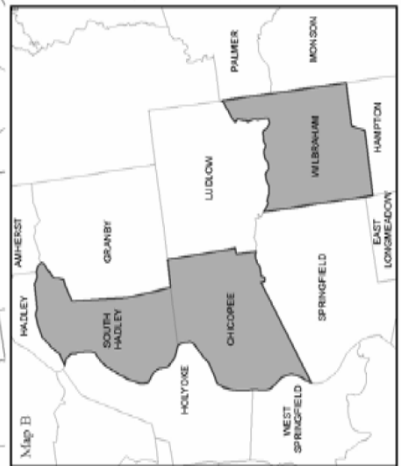 Map B
HADLEY
AMHERST
SOUTH
HADLEY
GRANBY
HOLYOKE
CHICOPEE
LUDLOW
PALMER
MONSON
WILBRAHAM
HAMPTON
WEST
SPRINGFIELD
SPRINGFIELD
EAST
LONGMEADOW